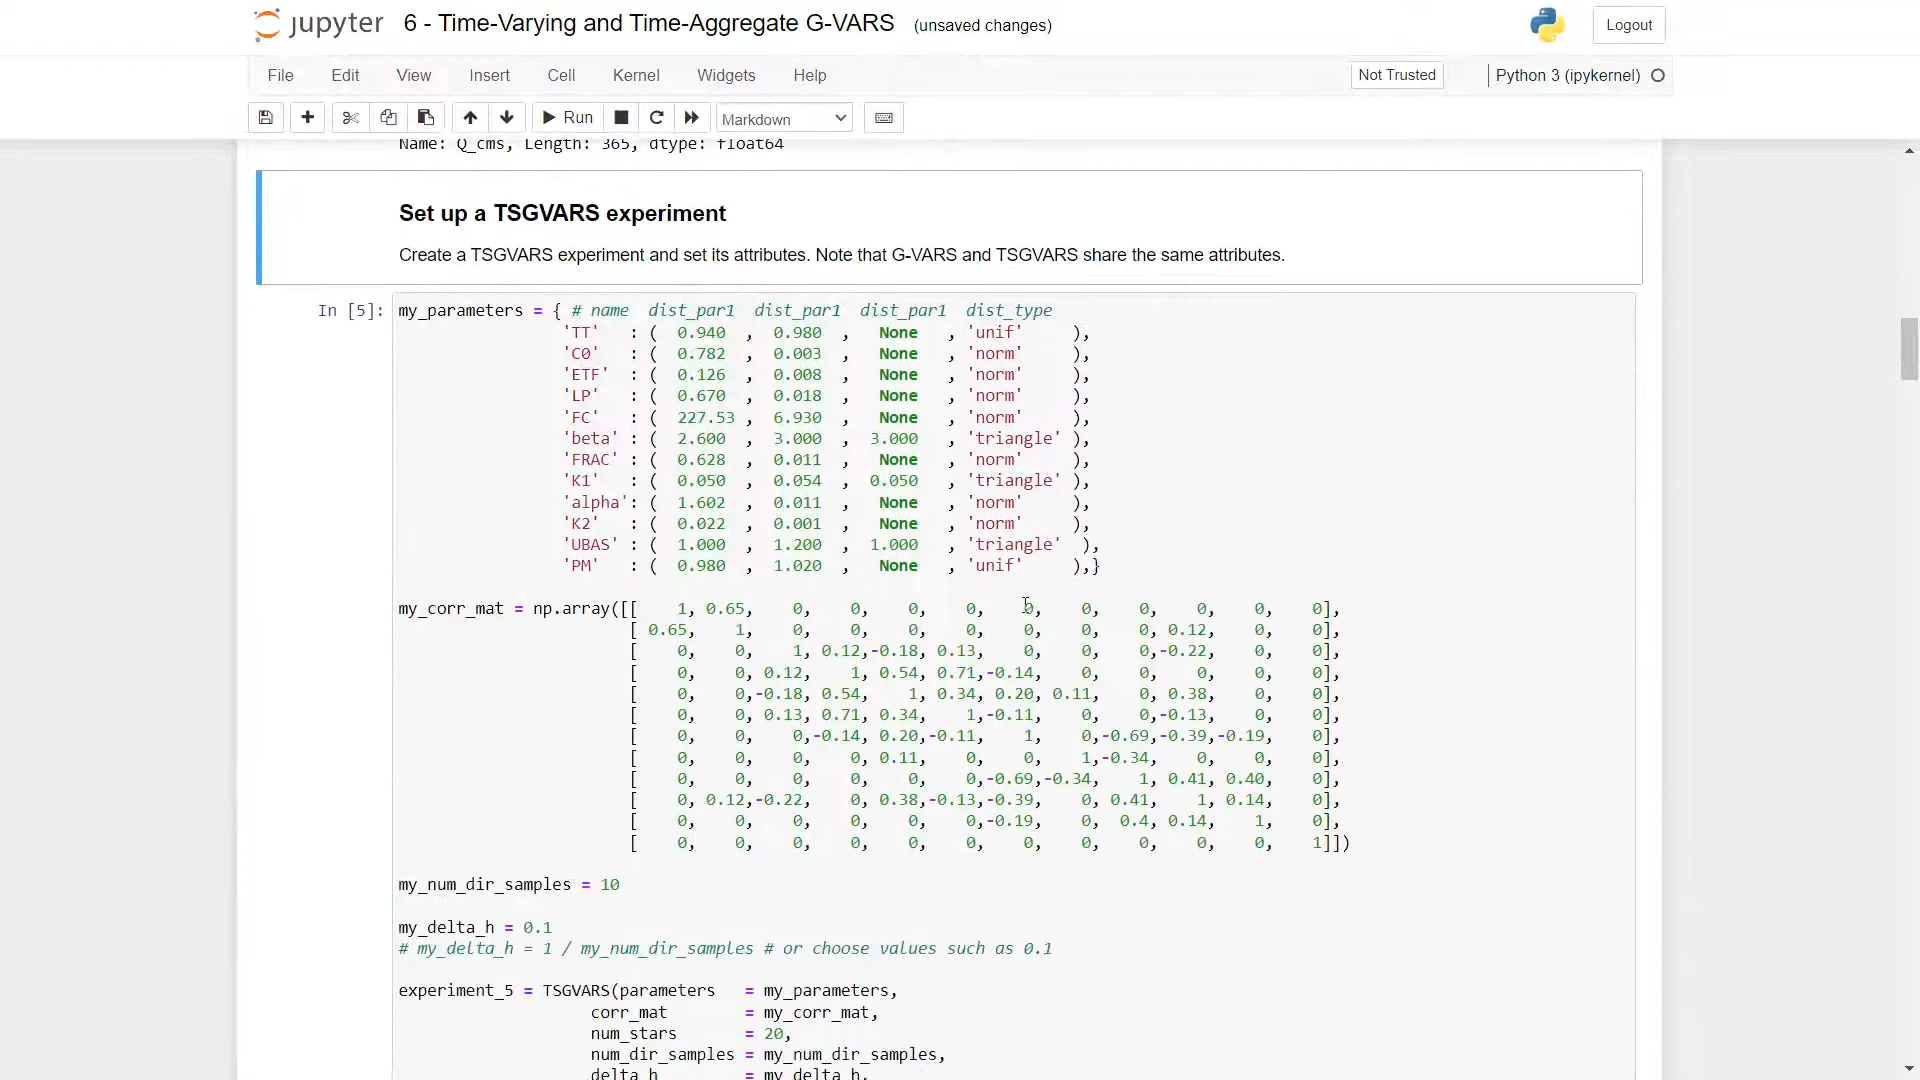 jupyter 6 - Time-Varying and Time-Aggregate G-VARS (unsaved changes) Logout
File Edit View Insert Cell Kernel Widgets Help Not Trusted Python 3 (ipykernel)
Run Markdown
Name: Q_cms, Length: 365, dtype: float64
Set up a TSGVARS experiment
Create a TSGVARS experiment and set its attributes. Note that G-VARS and TSGVARS share the same attributes.
In [5]: my_parameters = { # name dist_par1 dist_par1 dist_par1 dist_type
'TT' : ( 0.940 , 0.980 , None , 'unif' ),
'C0' : ( 0.782 , 0.003 , None , 'norm' ),
'ETF' : ( 0.126 , 0.008 , None , 'norm' ),
'LP' : ( 0.670 , 0.018 , None , 'norm' ),
'FC' : ( 227.53 , 6.930 , None , 'norm' ),
'beta' : ( 2.600 , 3.000 , 3.000 , 'triangle' ),
'FRAC' : ( 0.628 , 0.011 , None , 'norm' ),
'K1' : ( 0.050 , 0.054 , 0.050 , 'triangle' ),
'alpha': ( 1.602 , 0.011 , None , 'norm' ),
'K2' : ( 0.022 , 0.001 , None , 'norm' ),
'UBAS' : ( 1.000 , 1.200 , 1.000 , 'triangle' ),
'PM' : ( 0.980 , 1.020 , None , 'unif' ),}
my_corr_mat = np.array([[ 1, 0.65, 0, 0, 0, 0, 0, 0, 0, 0, 0, 0],
[ 0.65, 1, 0, 0, 0, 0, 0, 0, 0, 0.12, 0, 0],
[ 0, 0, 1, 0.12,-0.18, 0.13, 0, 0, 0,-0.22, 0, 0],
[ 0, 0, 0.12, 1, 0.54, 0.71,-0.14, 0, 0, 0, 0, 0],
[ 0, 0,-0.18, 0.54, 1, 0.34, 0.20, 0.11, 0, 0.38, 0, 0],
[ 0, 0, 0.13, 0.71, 0.34, 1,-0.11, 0, 0,-0.13, 0, 0],
[ 0, 0, 0,-0.14, 0.20,-0.11, 1, 0,-0.69,-0.39,-0.19, 0],
[ 0, 0, 0, 0, 0.11, 0, 0, 1,-0.34, 0, 0, 0],
[ 0, 0, 0, 0, 0, 0,-0.69,-0.34, 1, 0.41, 0.40, 0],
[ 0, 0.12,-0.22, 0, 0.38,-0.13,-0.39, 0, 0.41, 1, 0.14, 0],
[ 0, 0, 0, 0, 0, 0,-0.19, 0, 0.4, 0.14, 1, 0],
[ 0, 0, 0, 0, 0, 0, 0, 0, 0, 0, 0, 1]])
my_num_dir_samples = 10
my_delta_h = 0.1
# my_delta_h = 1 / my_num_dir_samples # or choose values such as 0.1
experiment_5 = TSGVARS(parameters = my_parameters,
corr_mat = my_corr_mat,
num_stars = 20,
num_dir_samples = my_num_dir_samples,
delta_h = my_delta_h,